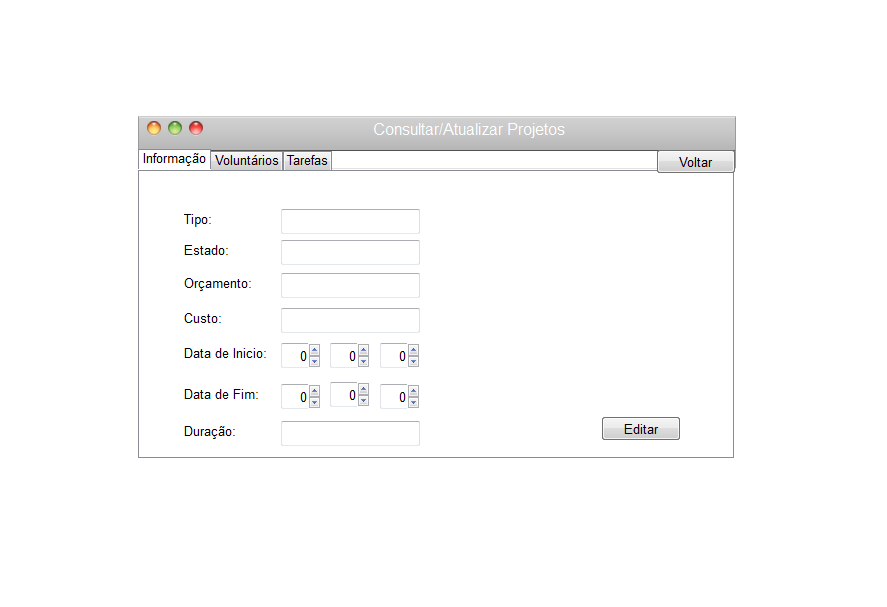 Consultar/Atualizar Projetos
Informação Voluntários Tarefas Voltar
Tipo:
Estado:
Orçamento:
Custo:
Data de Inicio: 0 0 0
Data de Fim: 0 0 0
Duração:
Editar